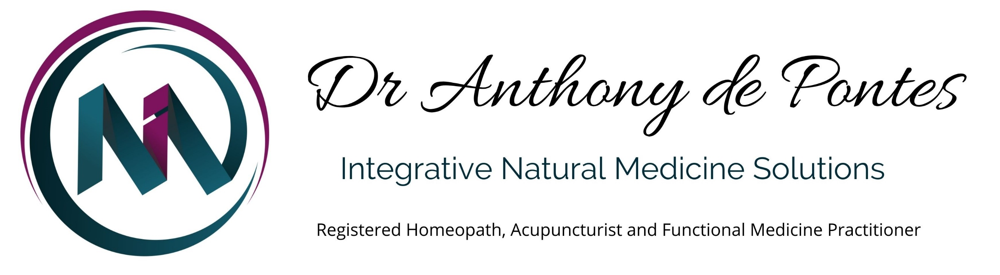 Dr Anthony de Pontes
Integrative Natural Medicine Solutions
Registered Homeopath, Acupuncturist and Functional Medicine Practitioner